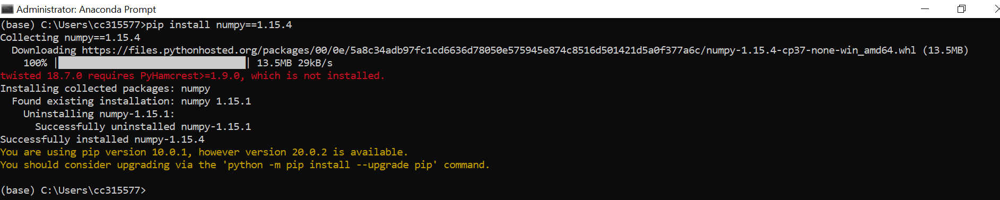 Administrator: Anaconda Prompt
(base) C:\Users\cc315577>pip install numpy==1.15.4
Collecting numpy==1.15.4
  Downloading https://files.pythonhosted.org/packages/00/0e/5a8c34adb97fc1cd6636d78050e575945e874c8516d501421d5a0f377a6c/numpy-1.15.4-cp37-none-win_amd64.whl (13.5MB)
    100% |████████████████████████████████| 13.5MB 29kB/s
twisted 18.7.0 requires PyHamcrest>=1.9.0, which is not installed.
Installing collected packages: numpy
  Found existing installation: numpy 1.15.1
    Uninstalling numpy-1.15.1:
      Successfully uninstalled numpy-1.15.1
Successfully installed numpy-1.15.4
You are using pip version 10.0.1, however version 20.0.2 is available.
You should consider upgrading via the 'python -m pip install --upgrade pip' command.
(base) C:\Users\cc315577>